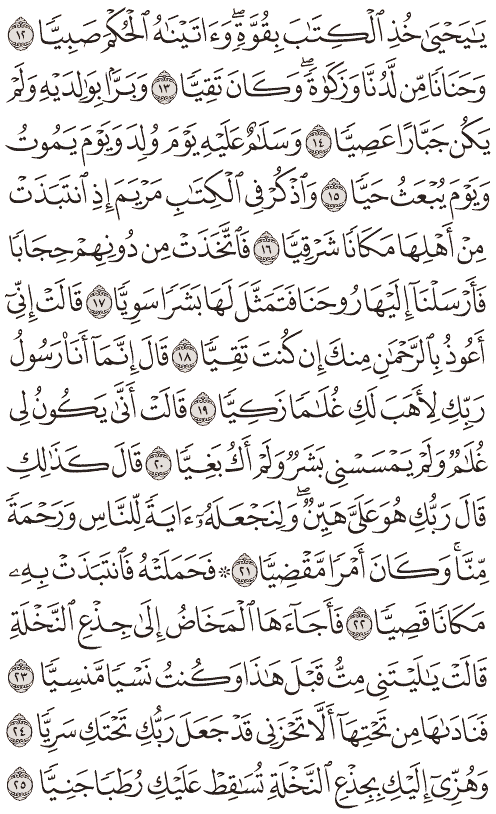 يَٰيَحۡيَىٰ خُذِ ٱلۡكِتَٰبَ بِقُوَّةٖۖ وَءَاتَيۡنَٰهُ ٱلۡحُكۡمَ صَبِيّٗا ١٢
وَحَنَانٗا مِّن لَّدُنَّا وَزَكَوٰةٗۖ وَكَانَ تَقِيّٗا ١٣ وَبَرَّۢا بِوَٰلِدَيۡهِ وَلَمۡ
يَكُن جَبَّارًا عَصِيّٗا ١٤ وَسَلَٰمٌ عَلَيۡهِ يَوۡمَ وُلِدَ وَيَوۡمَ يَمُوتُ
وَيَوۡمَ يُبۡعَثُ حَيّٗا ١٥ وَٱذۡكُرۡ فِي ٱلۡكِتَٰبِ مَرۡيَمَ إِذِ ٱنتَبَذَتۡ
مِنۡ أَهۡلِهَا مَكَانٗا شَرۡقِيّٗا ١٦ فَٱتَّخَذَتۡ مِن دُونِهِمۡ حِجَابٗا
فَأَرۡسَلۡنَآ إِلَيۡهَا رُوحَنَا فَتَمَثَّلَ لَهَا بَشَرٗا سَوِيّٗا ١٧ قَالَتۡ إِنِّيٓ
أَعُوذُ بِٱلرَّحۡمَٰنِ مِنكَ إِن كُنتَ تَقِيّٗا ١٨ قَالَ إِنَّمَآ أَنَا۠ رَسُولُ
رَبِّكِ لِأَهَبَ لَكِ غُلَٰمٗا زَكِيّٗا ١٩ قَالَتۡ أَنَّىٰ يَكُونُ لِي
غُلَٰمٞ وَلَمۡ يَمۡسَسۡنِي بَشَرٞ وَلَمۡ أَكُ بَغِيّٗا ٢٠ قَالَ كَذَٰلِكِ
قَالَ رَبُّكِ هُوَ عَلَيَّ هَيِّنٞۖ وَلِنَجۡعَلَهُۥٓ ءَايَةٗ لِّلنَّاسِ وَرَحۡمَةٗ
مِّنَّاۚ وَكَانَ أَمۡرٗا مَّقۡضِيّٗا ٢١ ۞ فَحَمَلَتۡهُ فَٱنتَبَذَتۡ بِهِۦ
مَكَانٗا قَصِيّٗا ٢٢ فَأَجَآءَهَا ٱلۡمَخَاضُ إِلَىٰ جِذۡعِ ٱلنَّخۡلَةِ
قَالَتۡ يَٰلَيۡتَنِي مِتُّ قَبۡلَ هَٰذَا وَكُنتُ نَسۡيٗا مَّنسِيّٗا ٢٣
فَنَادَىٰهَا مِن تَحۡتِهَآ أَلَّا تَحۡزَنِي قَدۡ جَعَلَ رَبُّكِ تَحۡتَكِ سَرِيّٗا ٢٤
وَهُزِّيٓ إِلَيۡكِ بِجِذۡعِ ٱلنَّخۡلَةِ تُسَٰقِطۡ عَلَيۡكِ رُطَبٗا جَنِيّٗا ٢٥